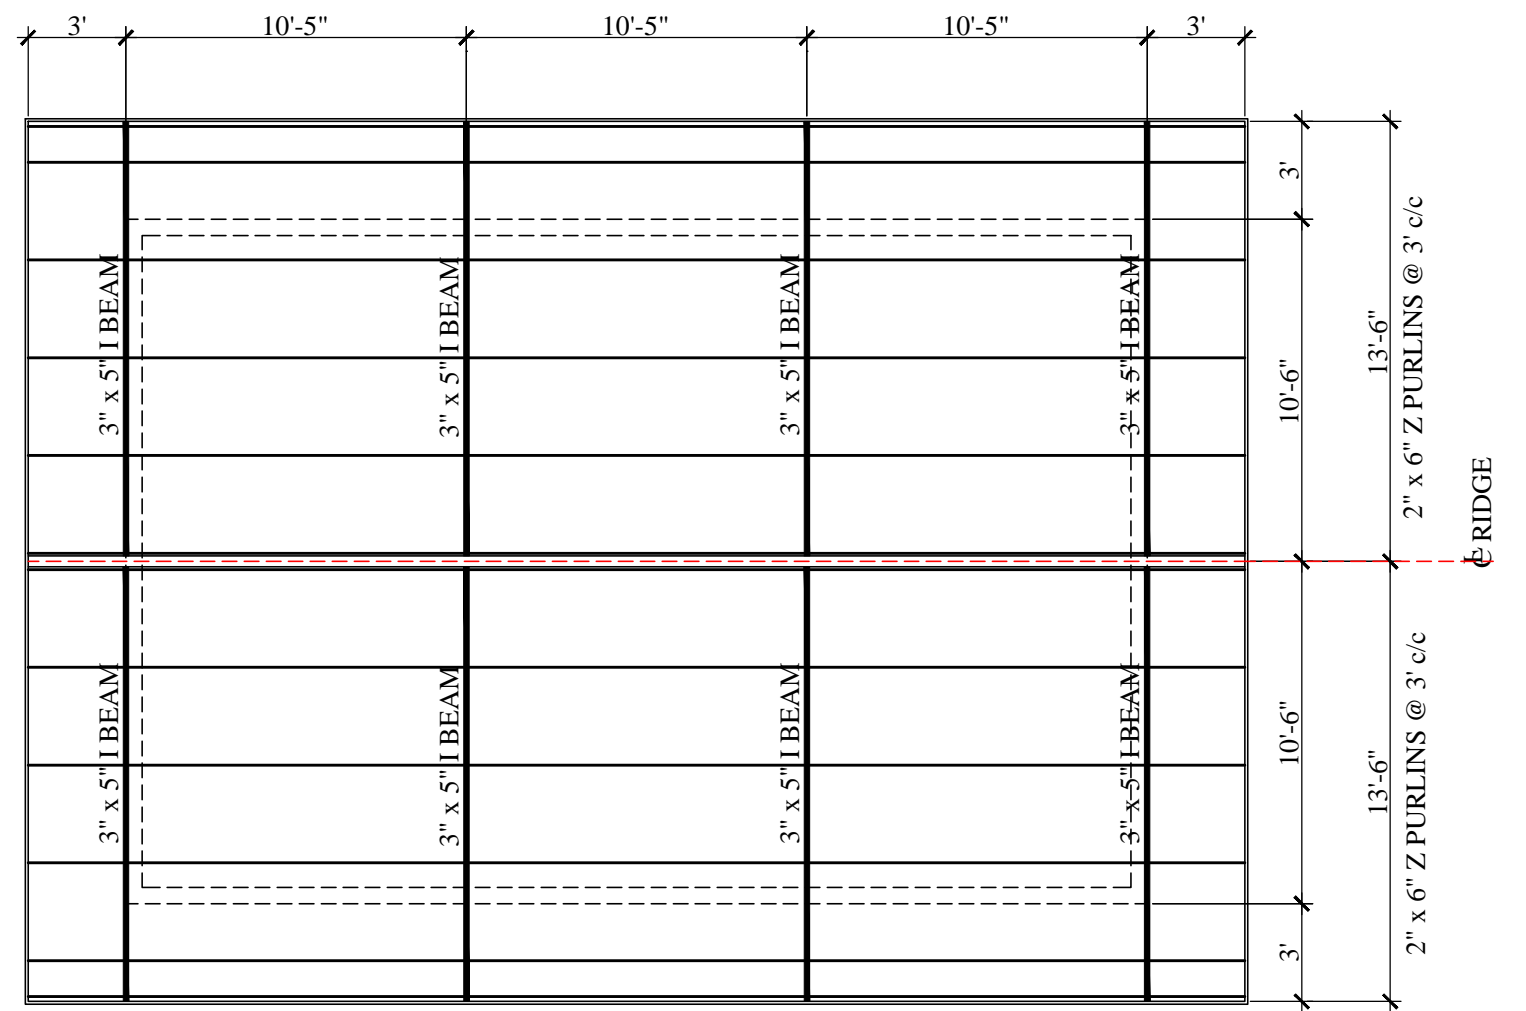 3' 10'-5" 10'-5" 10'-5" 3'
3'
10'-6"
13'-6"
2" x 6" Z PURLINS @ 3' c/c
3" x 5" I BEAM
3" x 5" I BEAM
3" x 5" I BEAM
3" x 5" I BEAM
℄ RIDGE
3" x 5" I BEAM
3" x 5" I BEAM
3" x 5" I BEAM
3" x 5" I BEAM
10'-6"
13'-6"
2" x 6" Z PURLINS @ 3' c/c
3'